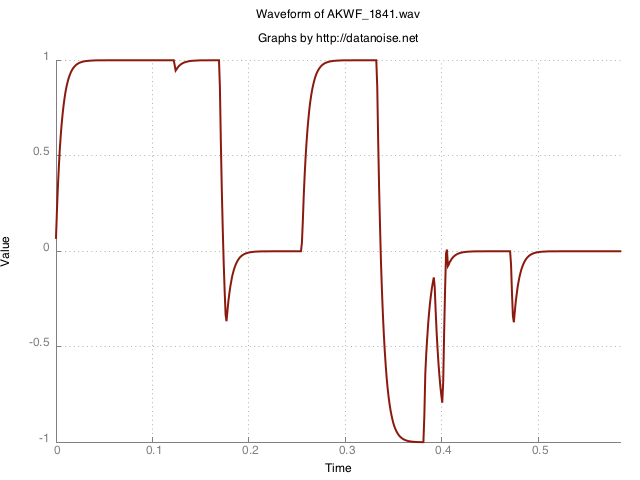 Waveform of AKWF_1841.wav
Graphs by http://datanoise.net
1
0.5
0
-0.5
-1
Value
0 0.1 0.2 0.3 0.4 0.5
Time